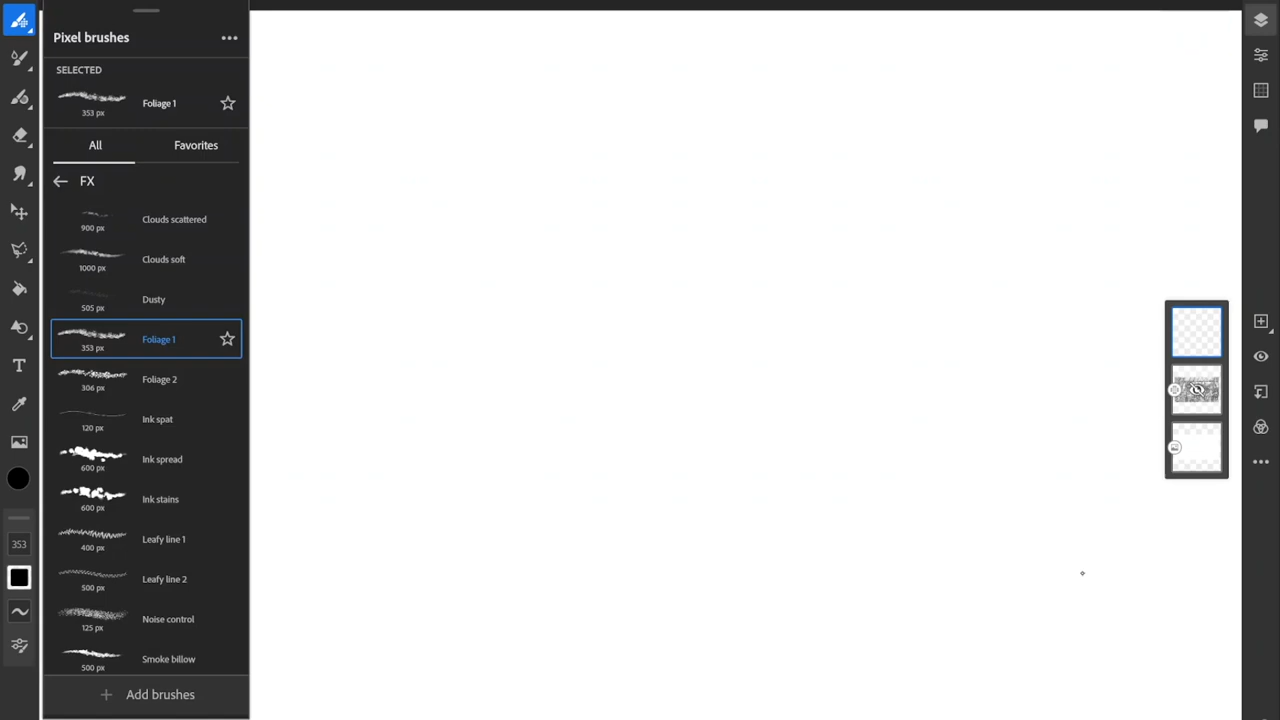 Pixel brushes
SELECTED
Foliage 1
353 px
All
Favorites
FX
Clouds scattered
900 px
Clouds soft
1000 px
Dusty
505 px
Foliage 1
353 px
Foliage 2
306 px
Ink spat
120 px
Ink spread
600 px
Ink stains
600 px
Leafy line 1
400 px
Leafy line 2
500 px
Noise control
125 px
Smoke billow
500 px
Add brushes
T
353